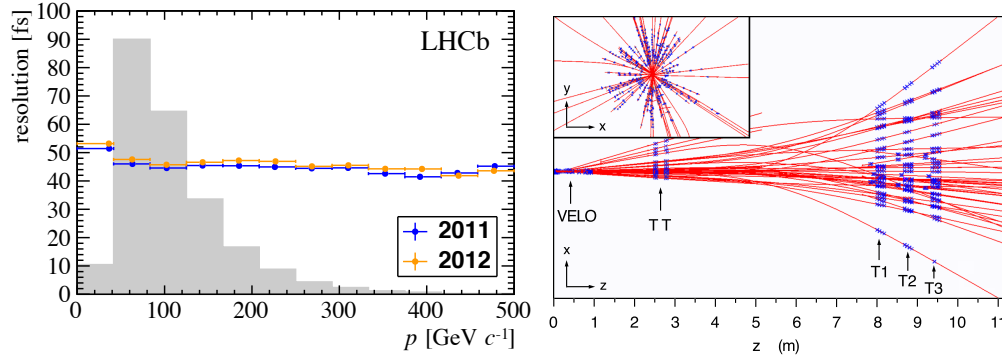 resolution [fs]
100
90
80
70
60
50
40
30
20
10
0
LHCb
2011
2012
0 100 200 300 400 500
p [GeV c⁻¹]
y
x
VELO
T T
T1
T2
T3
x
z
0 1 2 3 4 5 6 7 8 9 10 11
z (m)